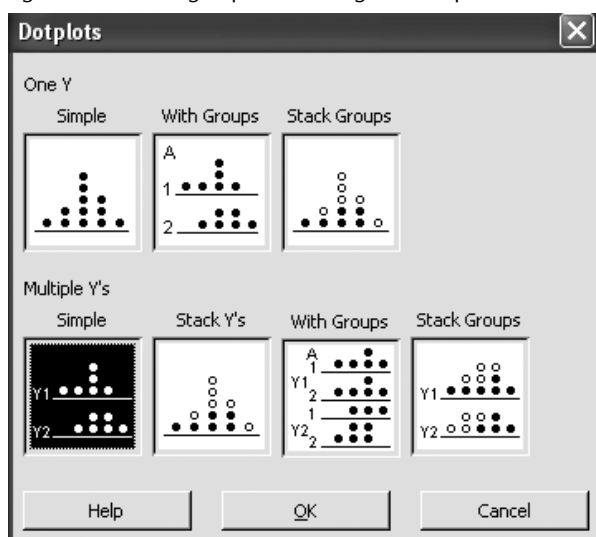 Dotplots
One Y
Simple With Groups Stack Groups
A
1
2
Multiple Y's
Simple Stack Y's With Groups Stack Groups
Y1
Y2
A
1
Y1
2
1
Y2
2
Y1
Y2
Help OK Cancel